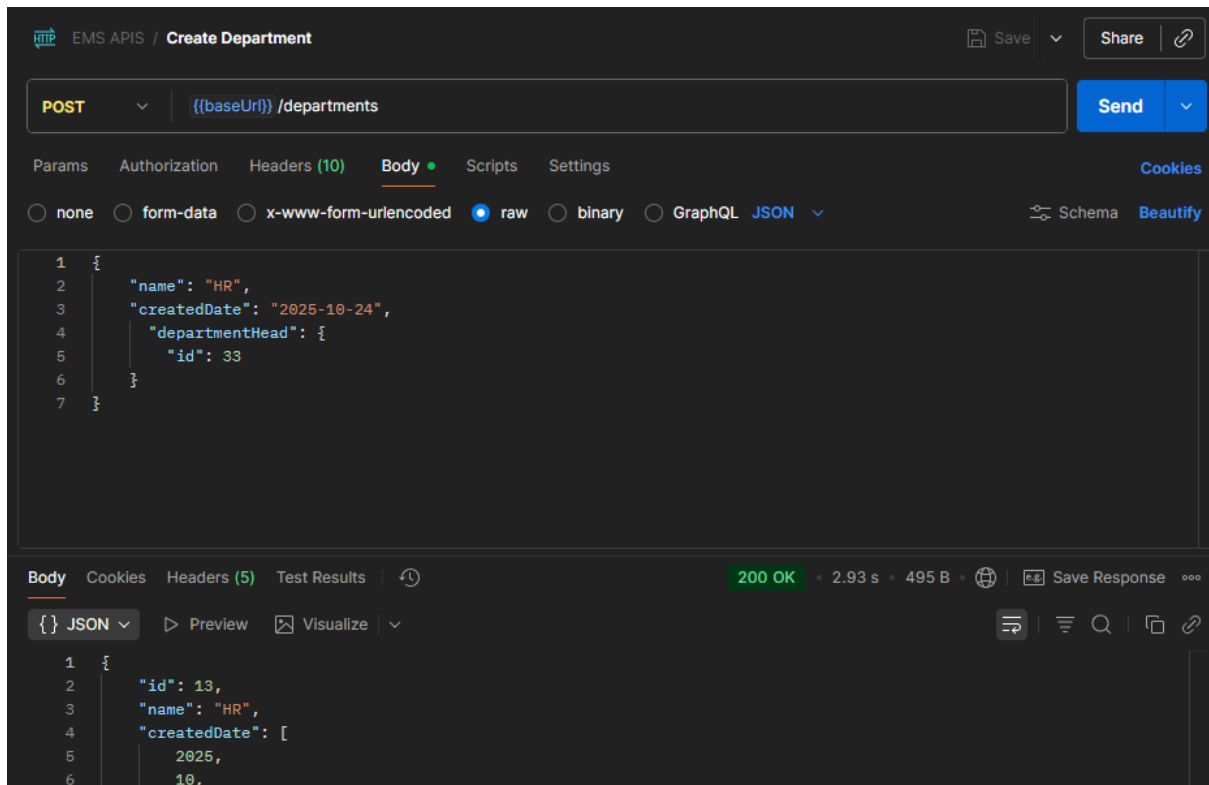 HTTP EMS APIS / Create Department Save Share
POST {{baseUrl}} /departments Send
Params Authorization Headers (10) Body Scripts Settings Cookies
none form-data x-www-form-urlencoded raw binary GraphQL JSON Schema Beautify
1 {
2 "name": "HR",
3 "createdDate": "2025-10-24",
4 "departmentHead": {
5 "id": 33
6 }
7 }
Body Cookies Headers (5) Test Results 200 OK • 2.93 s • 495 B • e.g. Save Response
{} JSON Preview Visualize
1 {
2 "id": 13,
3 "name": "HR",
4 "createdDate": [
5 2025,
6 10,